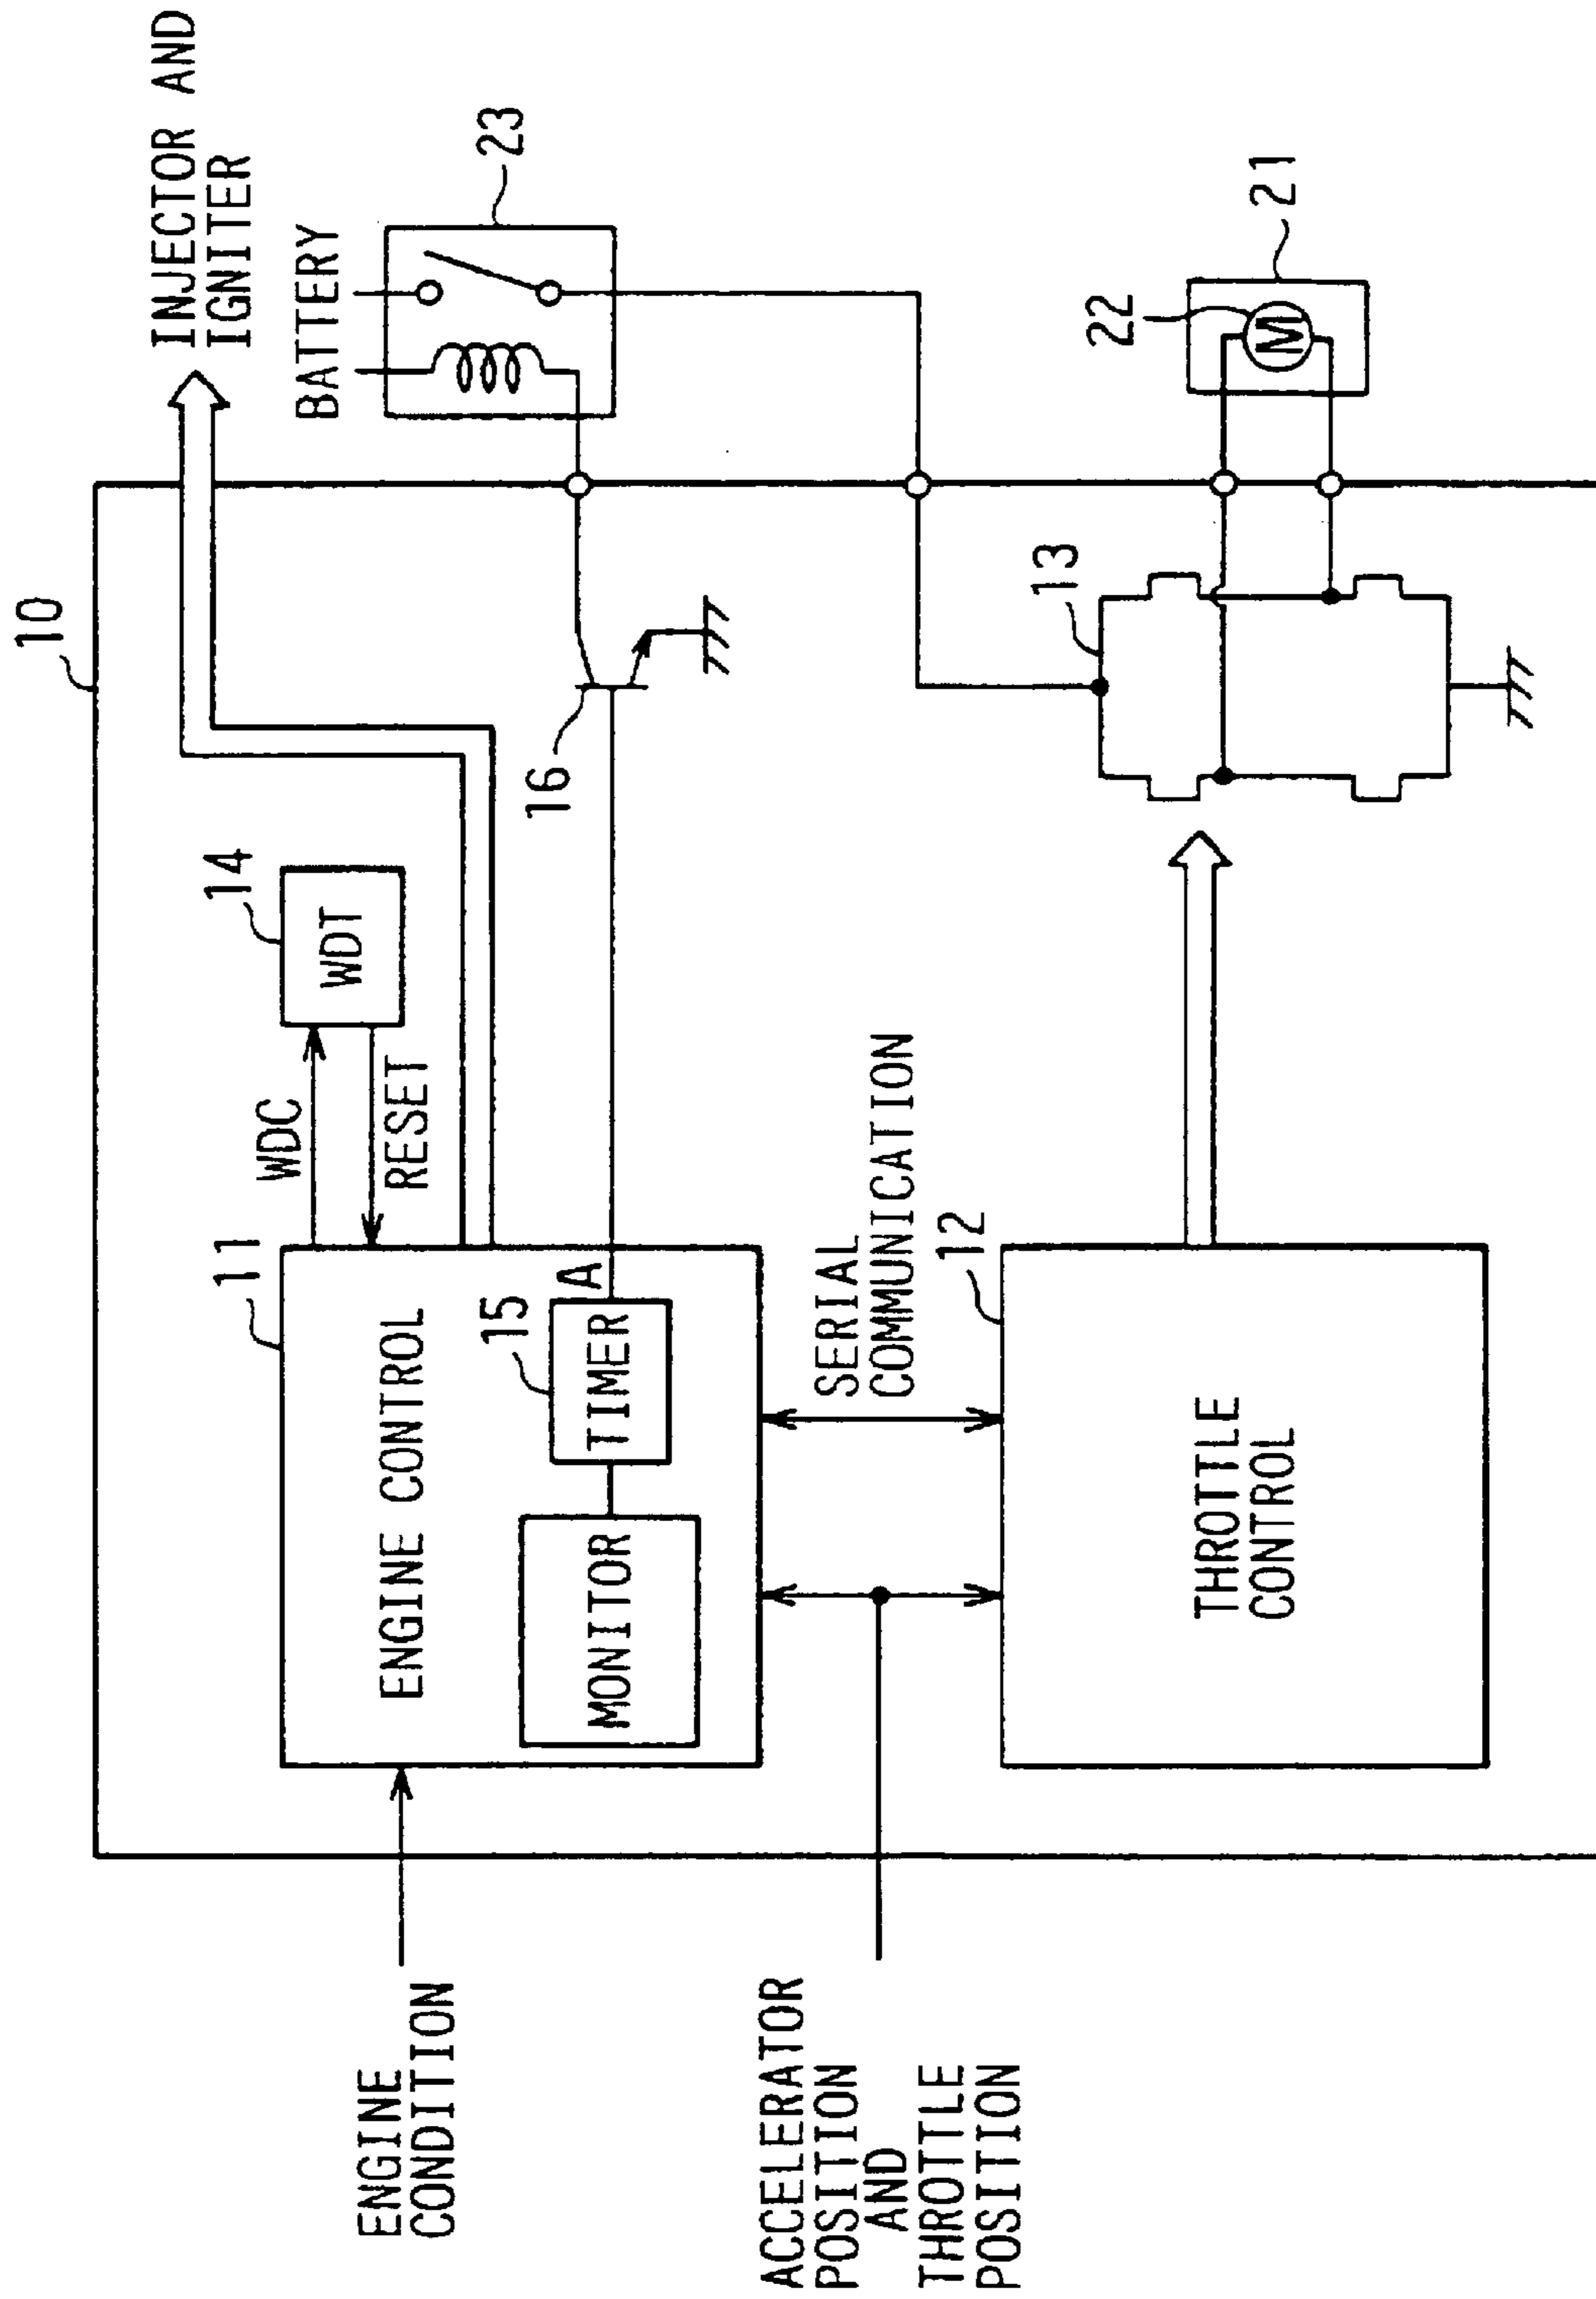 10
INJECTOR AND
IGNITER
BATTERY
23
14
WDT
WDC
RESET
11
ENGINE CONTROL
15
A
TIMER
MONITOR
16
ENGINE
CONDITION
SERIAL
COMMUNICATION
ACCELERATOR
POSITION
AND
THROTTLE
POSITION
12
THROTTLE
CONTROL
13
22
M
21